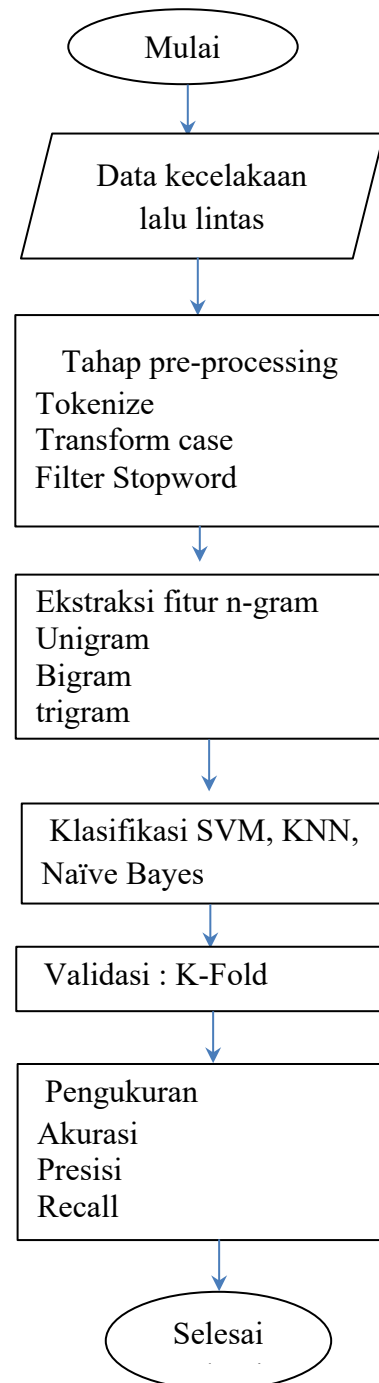 Mulai
Data kecelakaan
lalu lintas
Tahap pre-processing
Tokenize
Transform case
Filter Stopword
Ekstraksi fitur n-gram
Unigram
Bigram
trigram
Klasifikasi SVM, KNN,
Naïve Bayes
Validasi : K-Fold
Pengukuran
Akurasi
Presisi
Recall
Selesai